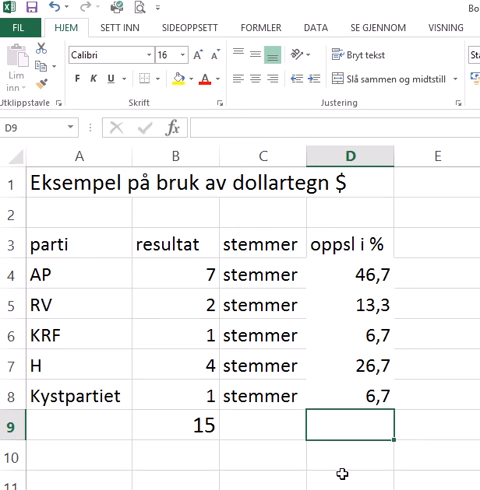 Bo
FIL HJEM SETT INN SIDEOPPSETT FORMLER DATA SE GJENNOM VISNING
Lim inn
Calibri 16 A A
F K U A
Bryt tekst
Slå sammen og midtstill
Sta
Utklippstavle Skrift Justering
D9 fx
A B C D E
1 Eksempel på bruk av dollartegn $
2
3 parti resultat stemmer oppsl i %
4 AP 7 stemmer 46,7
5 RV 2 stemmer 13,3
6 KRF 1 stemmer 6,7
7 H 4 stemmer 26,7
8 Kystpartiet 1 stemmer 6,7
9 15
10
11